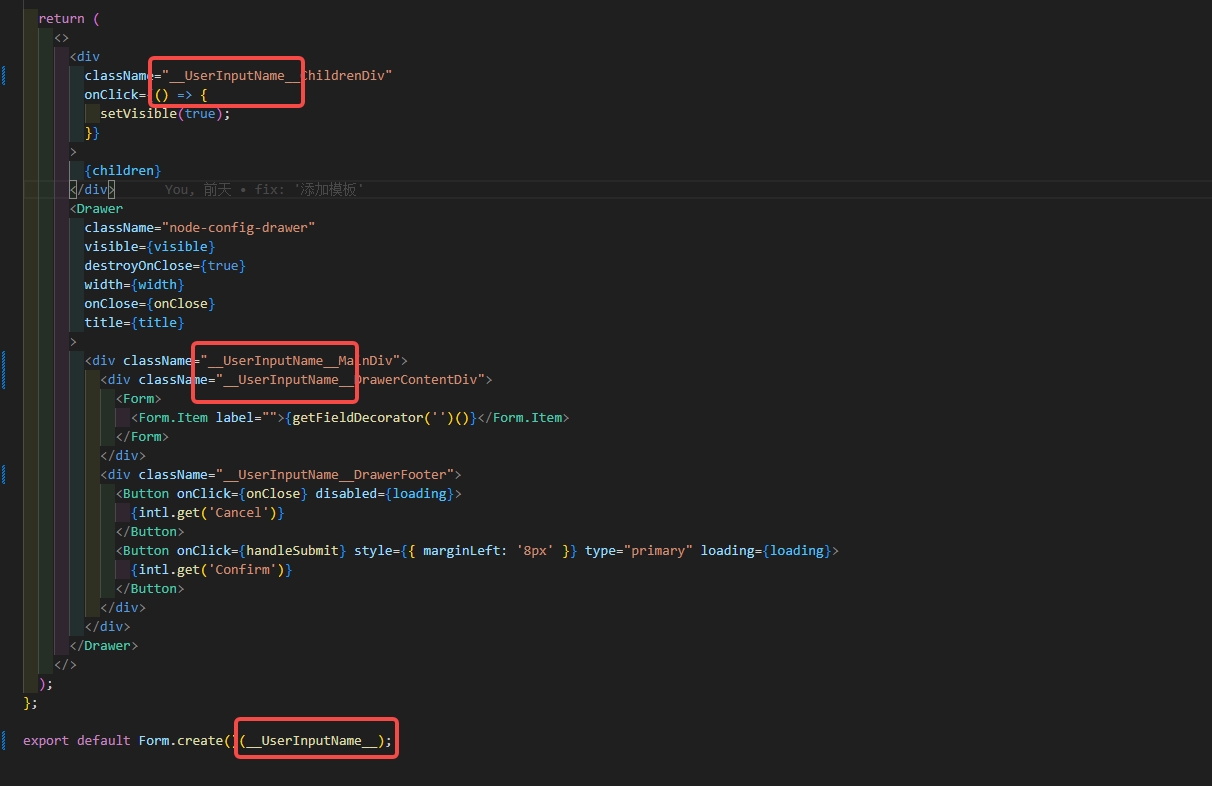 return (
<>
<div
className="__UserInputName__ChildrenDiv"
onClick={() => {
setVisible(true);
}}
>
{children}
</div> You, 前天 • fix: '添加模板'
<Drawer
className="node-config-drawer"
visible={visible}
destroyOnClose={true}
width={width}
onClose={onClose}
title={title}
>
<div className="__UserInputName__MainDiv">
<div className="__UserInputName__DrawerContentDiv">
<Form>
<Form.Item label="">{getFieldDecorator('')()}</Form.Item>
</Form>
</div>
<div className="__UserInputName__DrawerFooter">
<Button onClick={onClose} disabled={loading}>
{intl.get('Cancel')}
</Button>
<Button onClick={handleSubmit} style={{ marginLeft: '8px' }} type="primary" loading={loading}>
{intl.get('Confirm')}
</Button>
</div>
</div>
</Drawer>
</>
);
};
export default Form.create()(__UserInputName__);